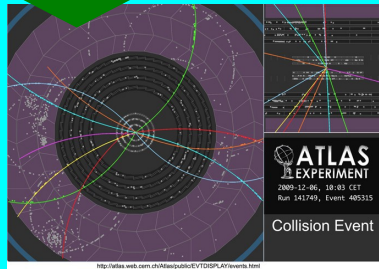 ATLAS
EXPERIMENT
2009-12-06, 10:03 CET
Run 141749, Event 405315
Collision Event
http://atlas.web.cern.ch/Atlas/public/EVTDISPLAY/events.html